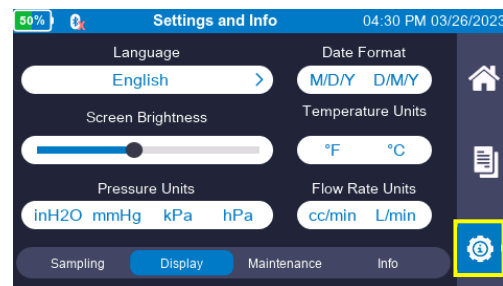 50% Settings and Info 04:30 PM 03/26/2023
Language Date Format
English > M/D/Y D/M/Y
Screen Brightness Temperature Units
°F °C
Pressure Units Flow Rate Units
inH2O mmHg kPa hPa cc/min L/min
Sampling Display Maintenance Info